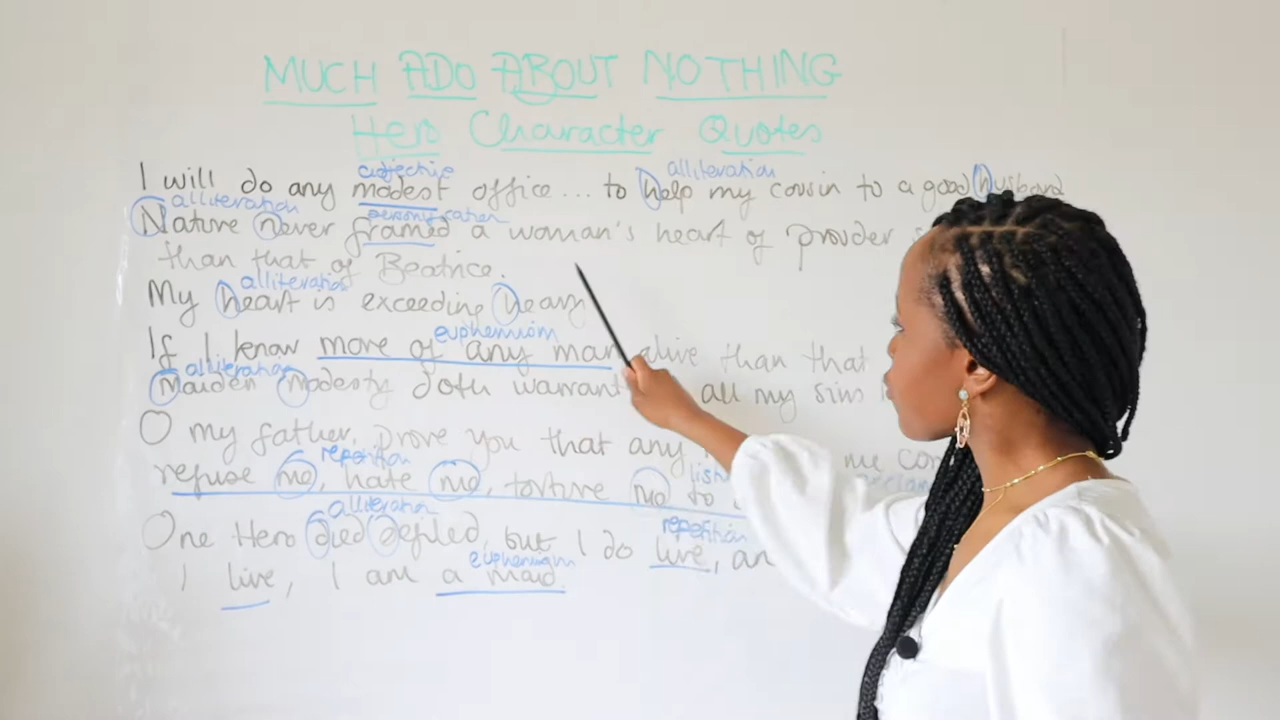 MUCH ADO ABOUT NOTHING
Hero Character Quotes
adjective alliteration
I will do any modest office... to help my cousin to a good husband
alliteration personification
Nature never framed a woman's heart of prouder
than that of Beatrice.
alliteration
My heart is exceeding heavy
euphemism
If I know more of any man alive than that
alliteration
maiden modesty doth warrant all my sins
O my father, prove you that any me
repetition list
refuse me, hate me, torture me to
alliteration repetition
One Hero died defiled, but I do live,
euphemism
I live, I am a maid.